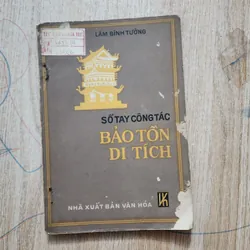 LÂM BÌNH TƯỜNG
SỔ TAY CÔNG TÁC
BẢO TỒN
DI TÍCH
NHÀ XUẤT BẢN VĂN HÓA